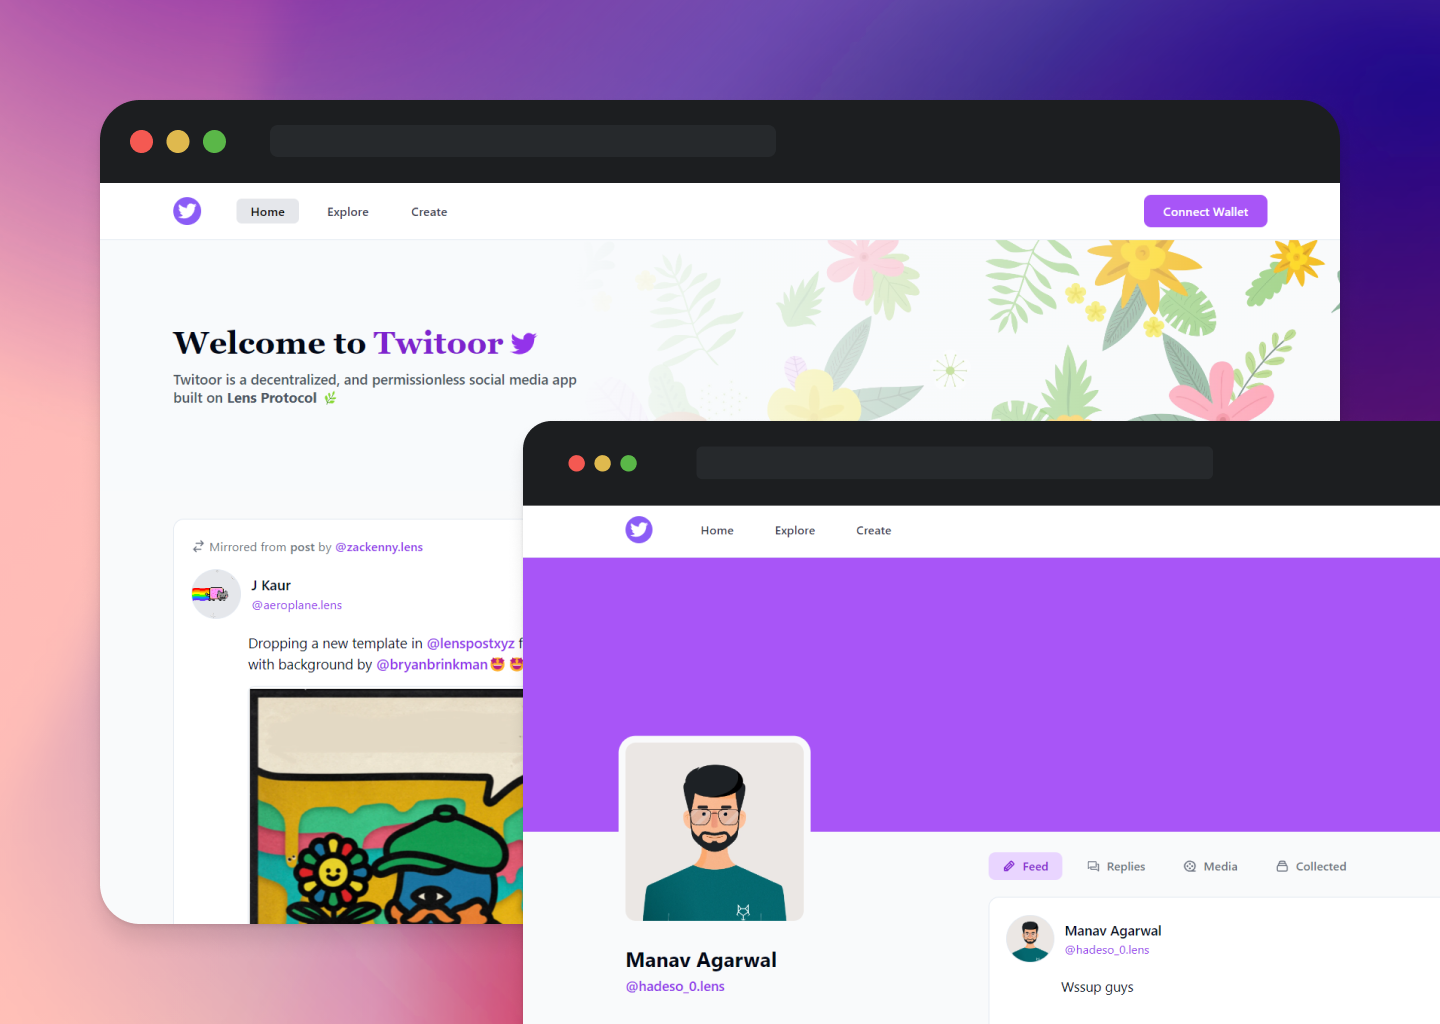 Home Explore Create Connect Wallet
Welcome to Twitoor
Twitoor is a decentralized, and permissionless social media app
built on Lens Protocol 🌿
Mirrored from post by @zackenny.lens
J Kaur
@aeroplane.lens
Dropping a new template in @lenspostxyz f
with background by @bryanbrinkman🤩 🤩
Home Explore Create
Manav Agarwal
@hadeso_0.lens
Feed Replies Media Collected
Manav Agarwal
@hadeso_0.lens
Wssup guys